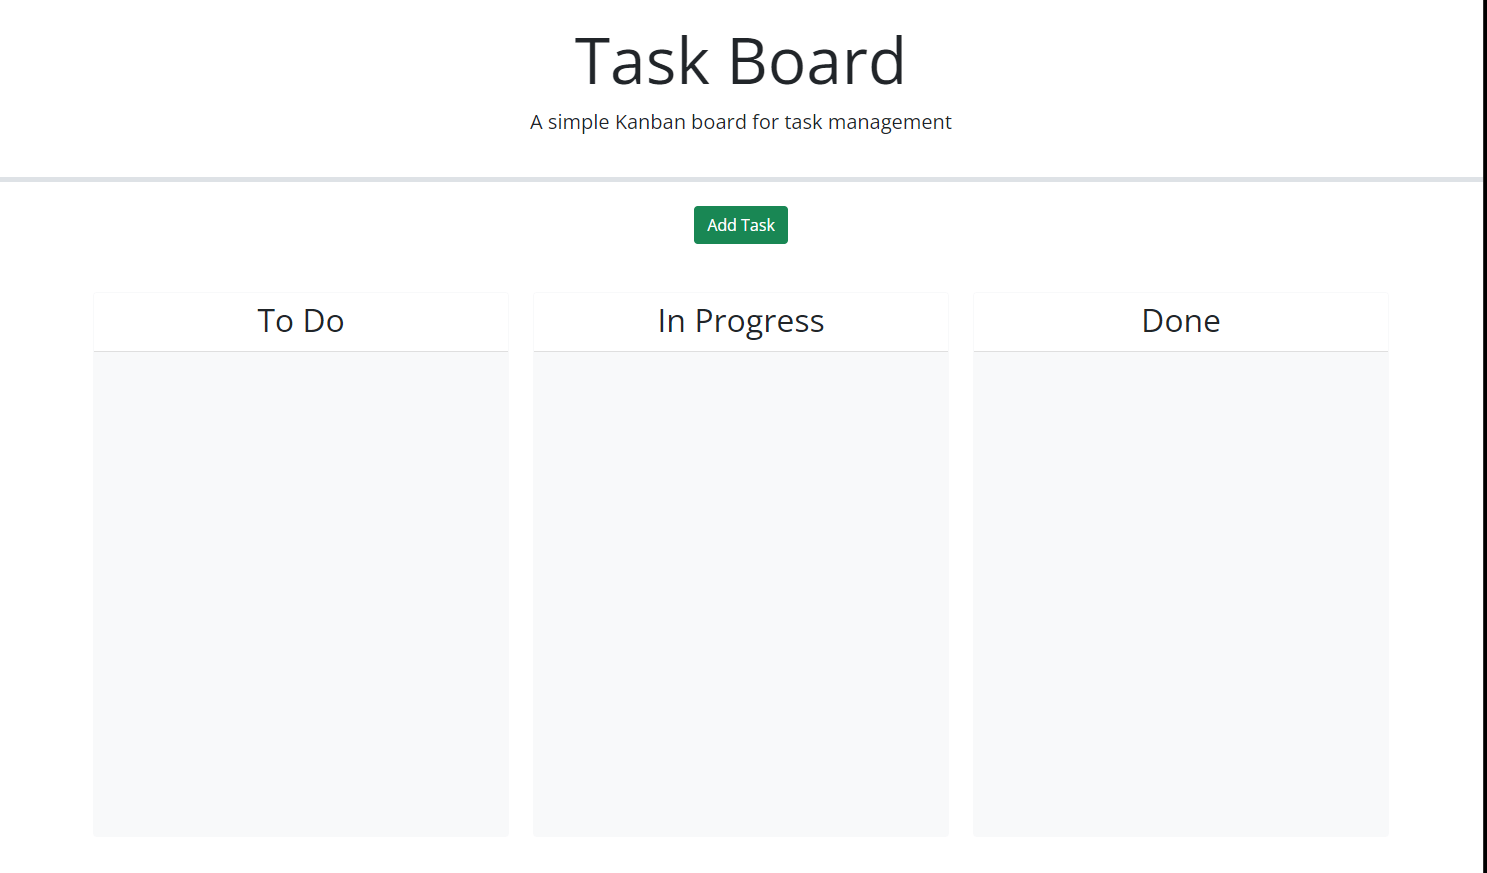 Task Board
A simple Kanban board for task management
Add Task
To Do
In Progress
Done